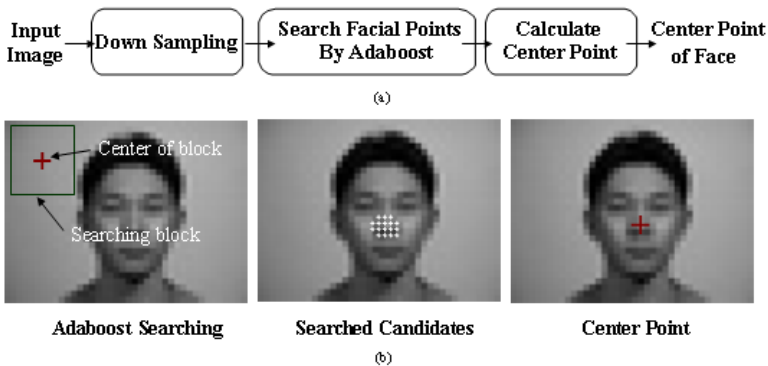 Input
Image
Down Sampling
Search Facial Points
By Adaboost
Calculate
Center Point
Center Point
of Face
(a)
Center of block
Searching block
Adaboost Searching
Searched Candidates
Center Point
(b)